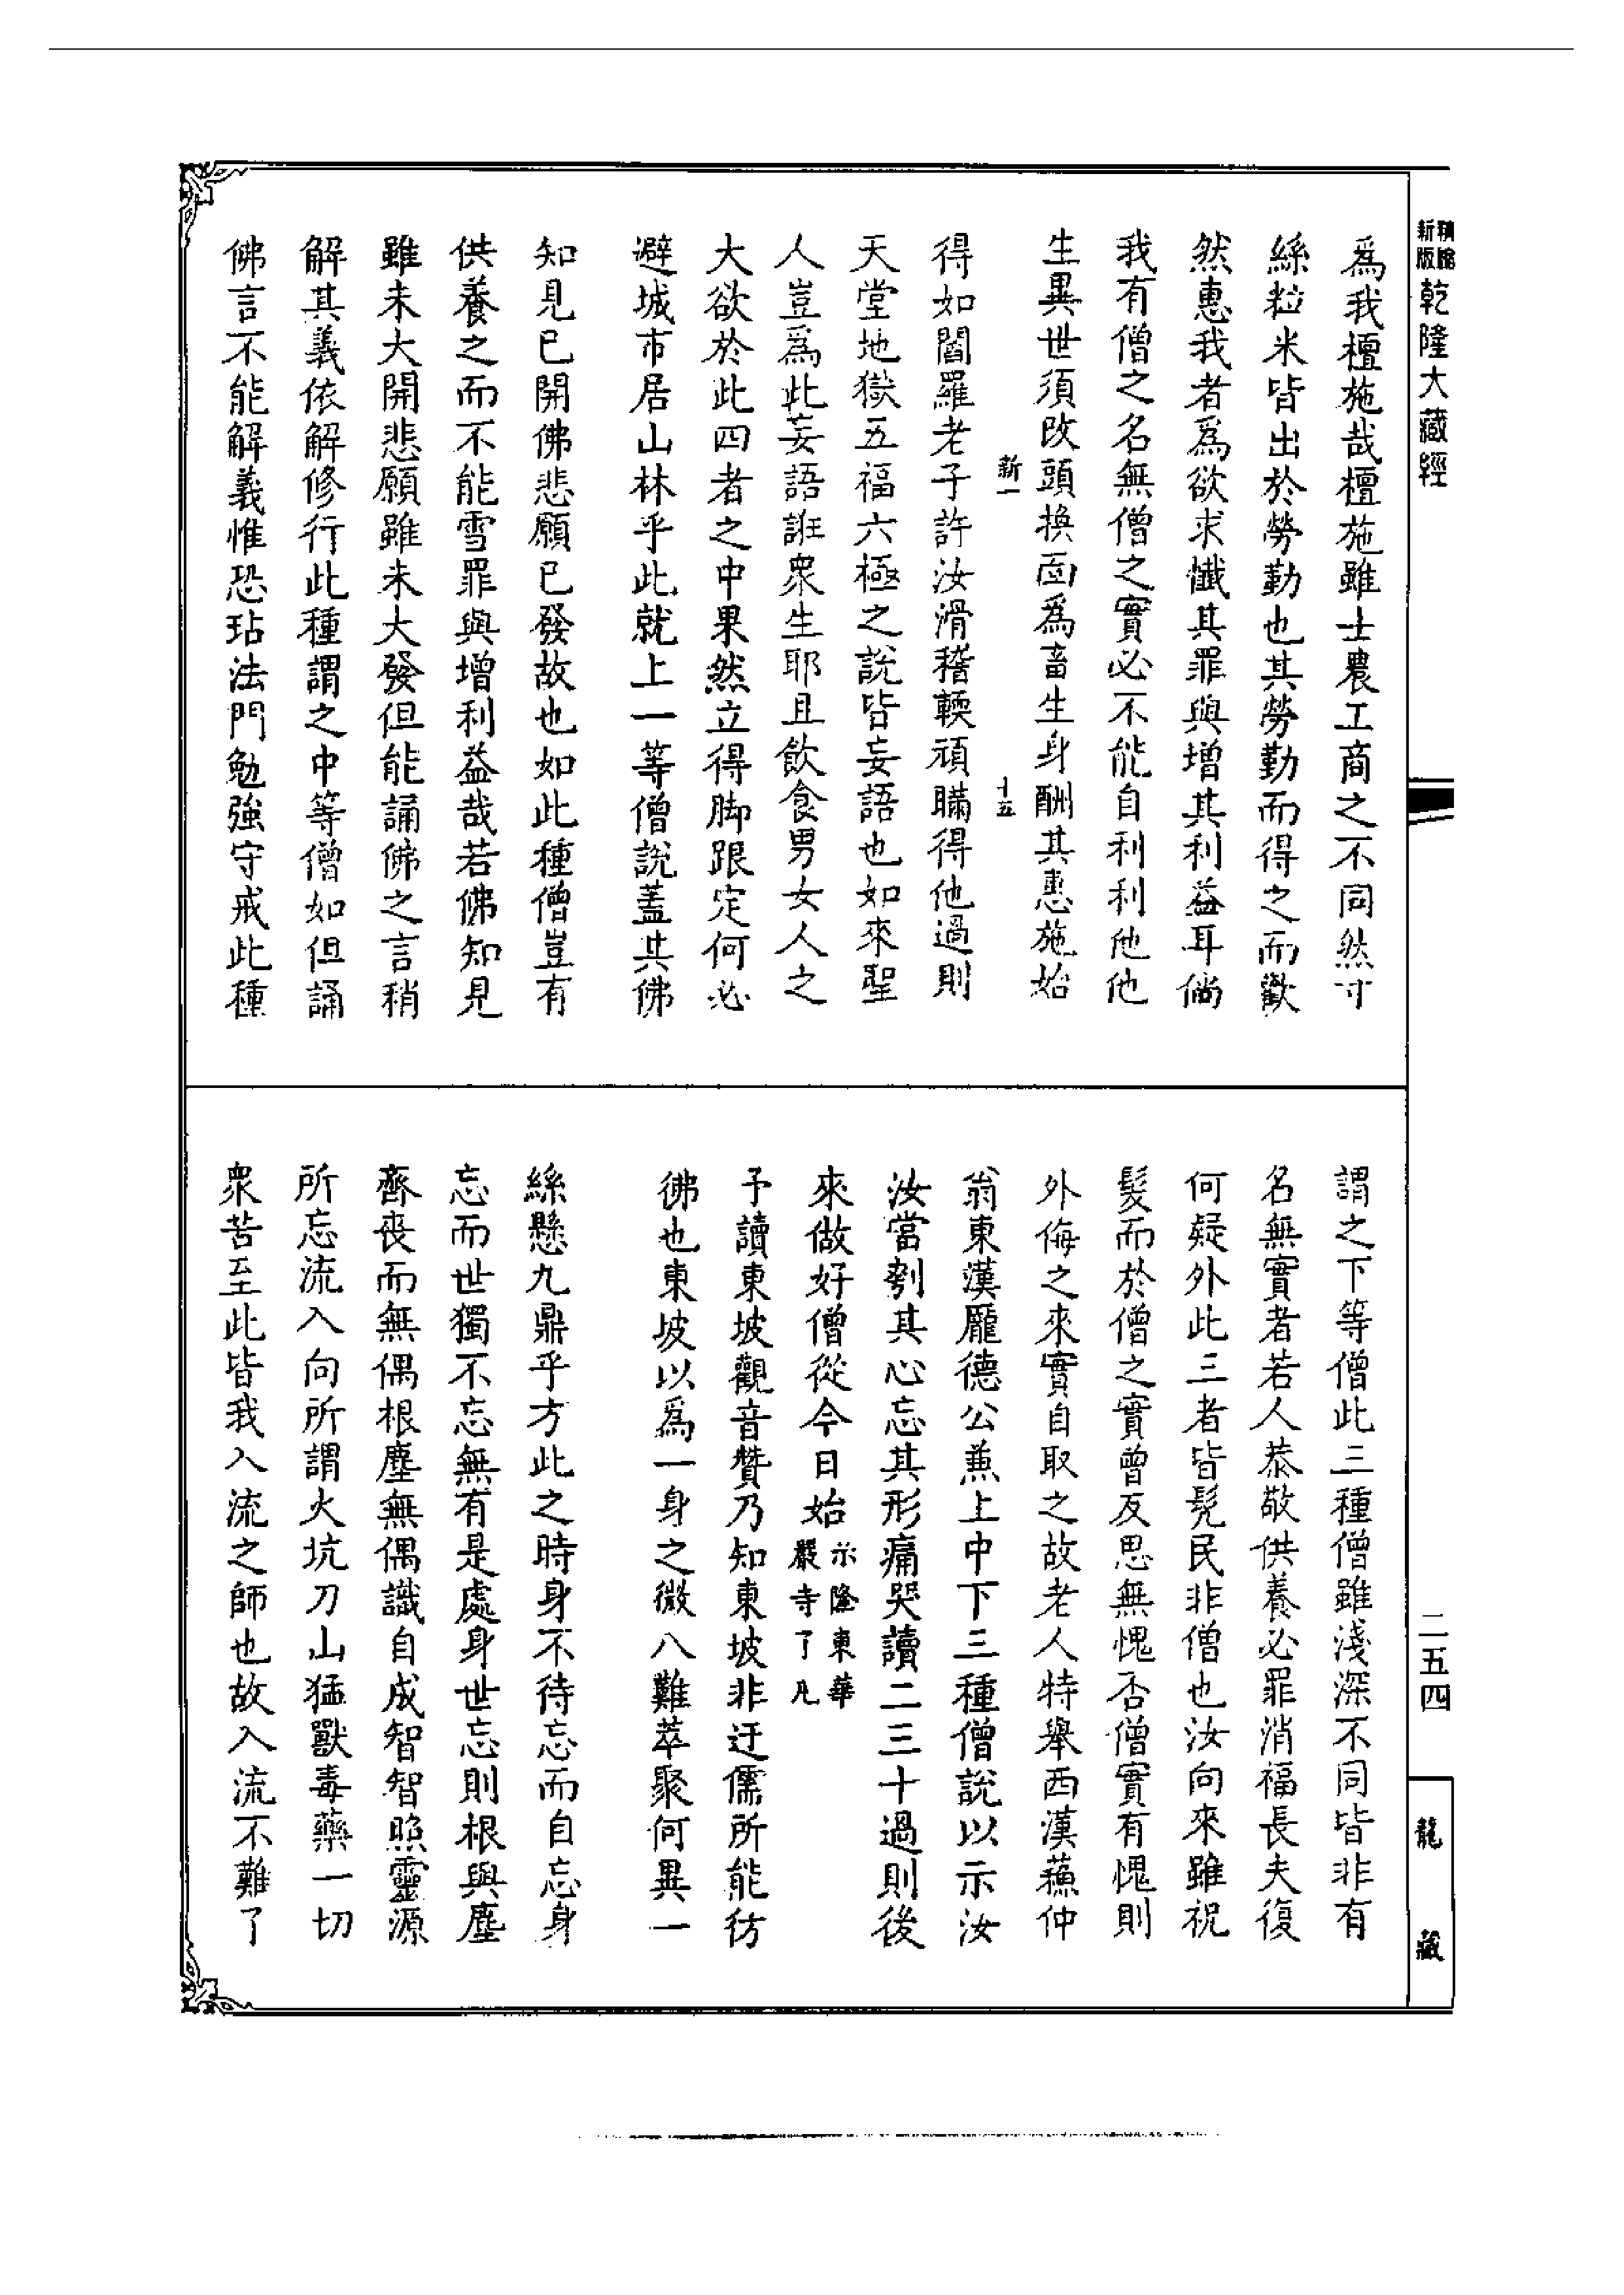 精縮
新版
乾隆大藏經
為我檀施哉檀施雖士農工商之不同然寸
絲粒米皆出於勞勤也其勞勤而得之而歡
然惠我者為欲求懺其罪與增其利益耳倘
我有僧之名無僧之實必不能自利利他他
生異世須改頭換面為畜生身酬其惠施始
新一
十五
得如閻羅老子許汝滑稽輭頑瞞得他過則
天堂地獄五福六極之說皆妄語也如來聖
人豈為此妄語誑衆生耶且飲食男女人之
大欲於此四者之中果然立得脚跟定何必
避城市居山林乎此就上一等僧說蓋其佛
知見已開佛悲願已發故也如此種僧豈有
供養之而不能雪罪與增利益哉若佛知見
雖未大開悲願雖未大發但能誦佛之言稍
解其義依解修行此種謂之中等僧如但誦
佛言不能解義惟恐玷法門勉強守戒此種
謂之下等僧此三種僧雖淺深不同皆非有
名無實者若人恭敬供養必罪消福長夫復
何疑外此三者皆髠民非僧也汝向來雖祝
髮而於僧之實曾反思無愧否僧實有愧則
外侮之來實自取之故老人特舉西漢蘓仲
翁東漢龐德公兼上中下三種僧說以示汝
汝當刳其心忘其形痛哭讀二三十過則後
來做好僧從今日始
示隆東華
嚴寺了凡
予讀東坡觀音贊乃知東坡非迂儒所能彷
彿也東坡以為一身之微八難萃聚何異一
絲懸九鼎乎方此之時身不待忘而自忘身
忘而世獨不忘無有是處身世忘則根與塵
齊喪而無偶根塵無偶識自成智智照靈源
所忘流入向所謂火坑刀山猛獸毒藥一切
衆苦至此皆我入流之師也故入流不難了
二五四
龍
藏